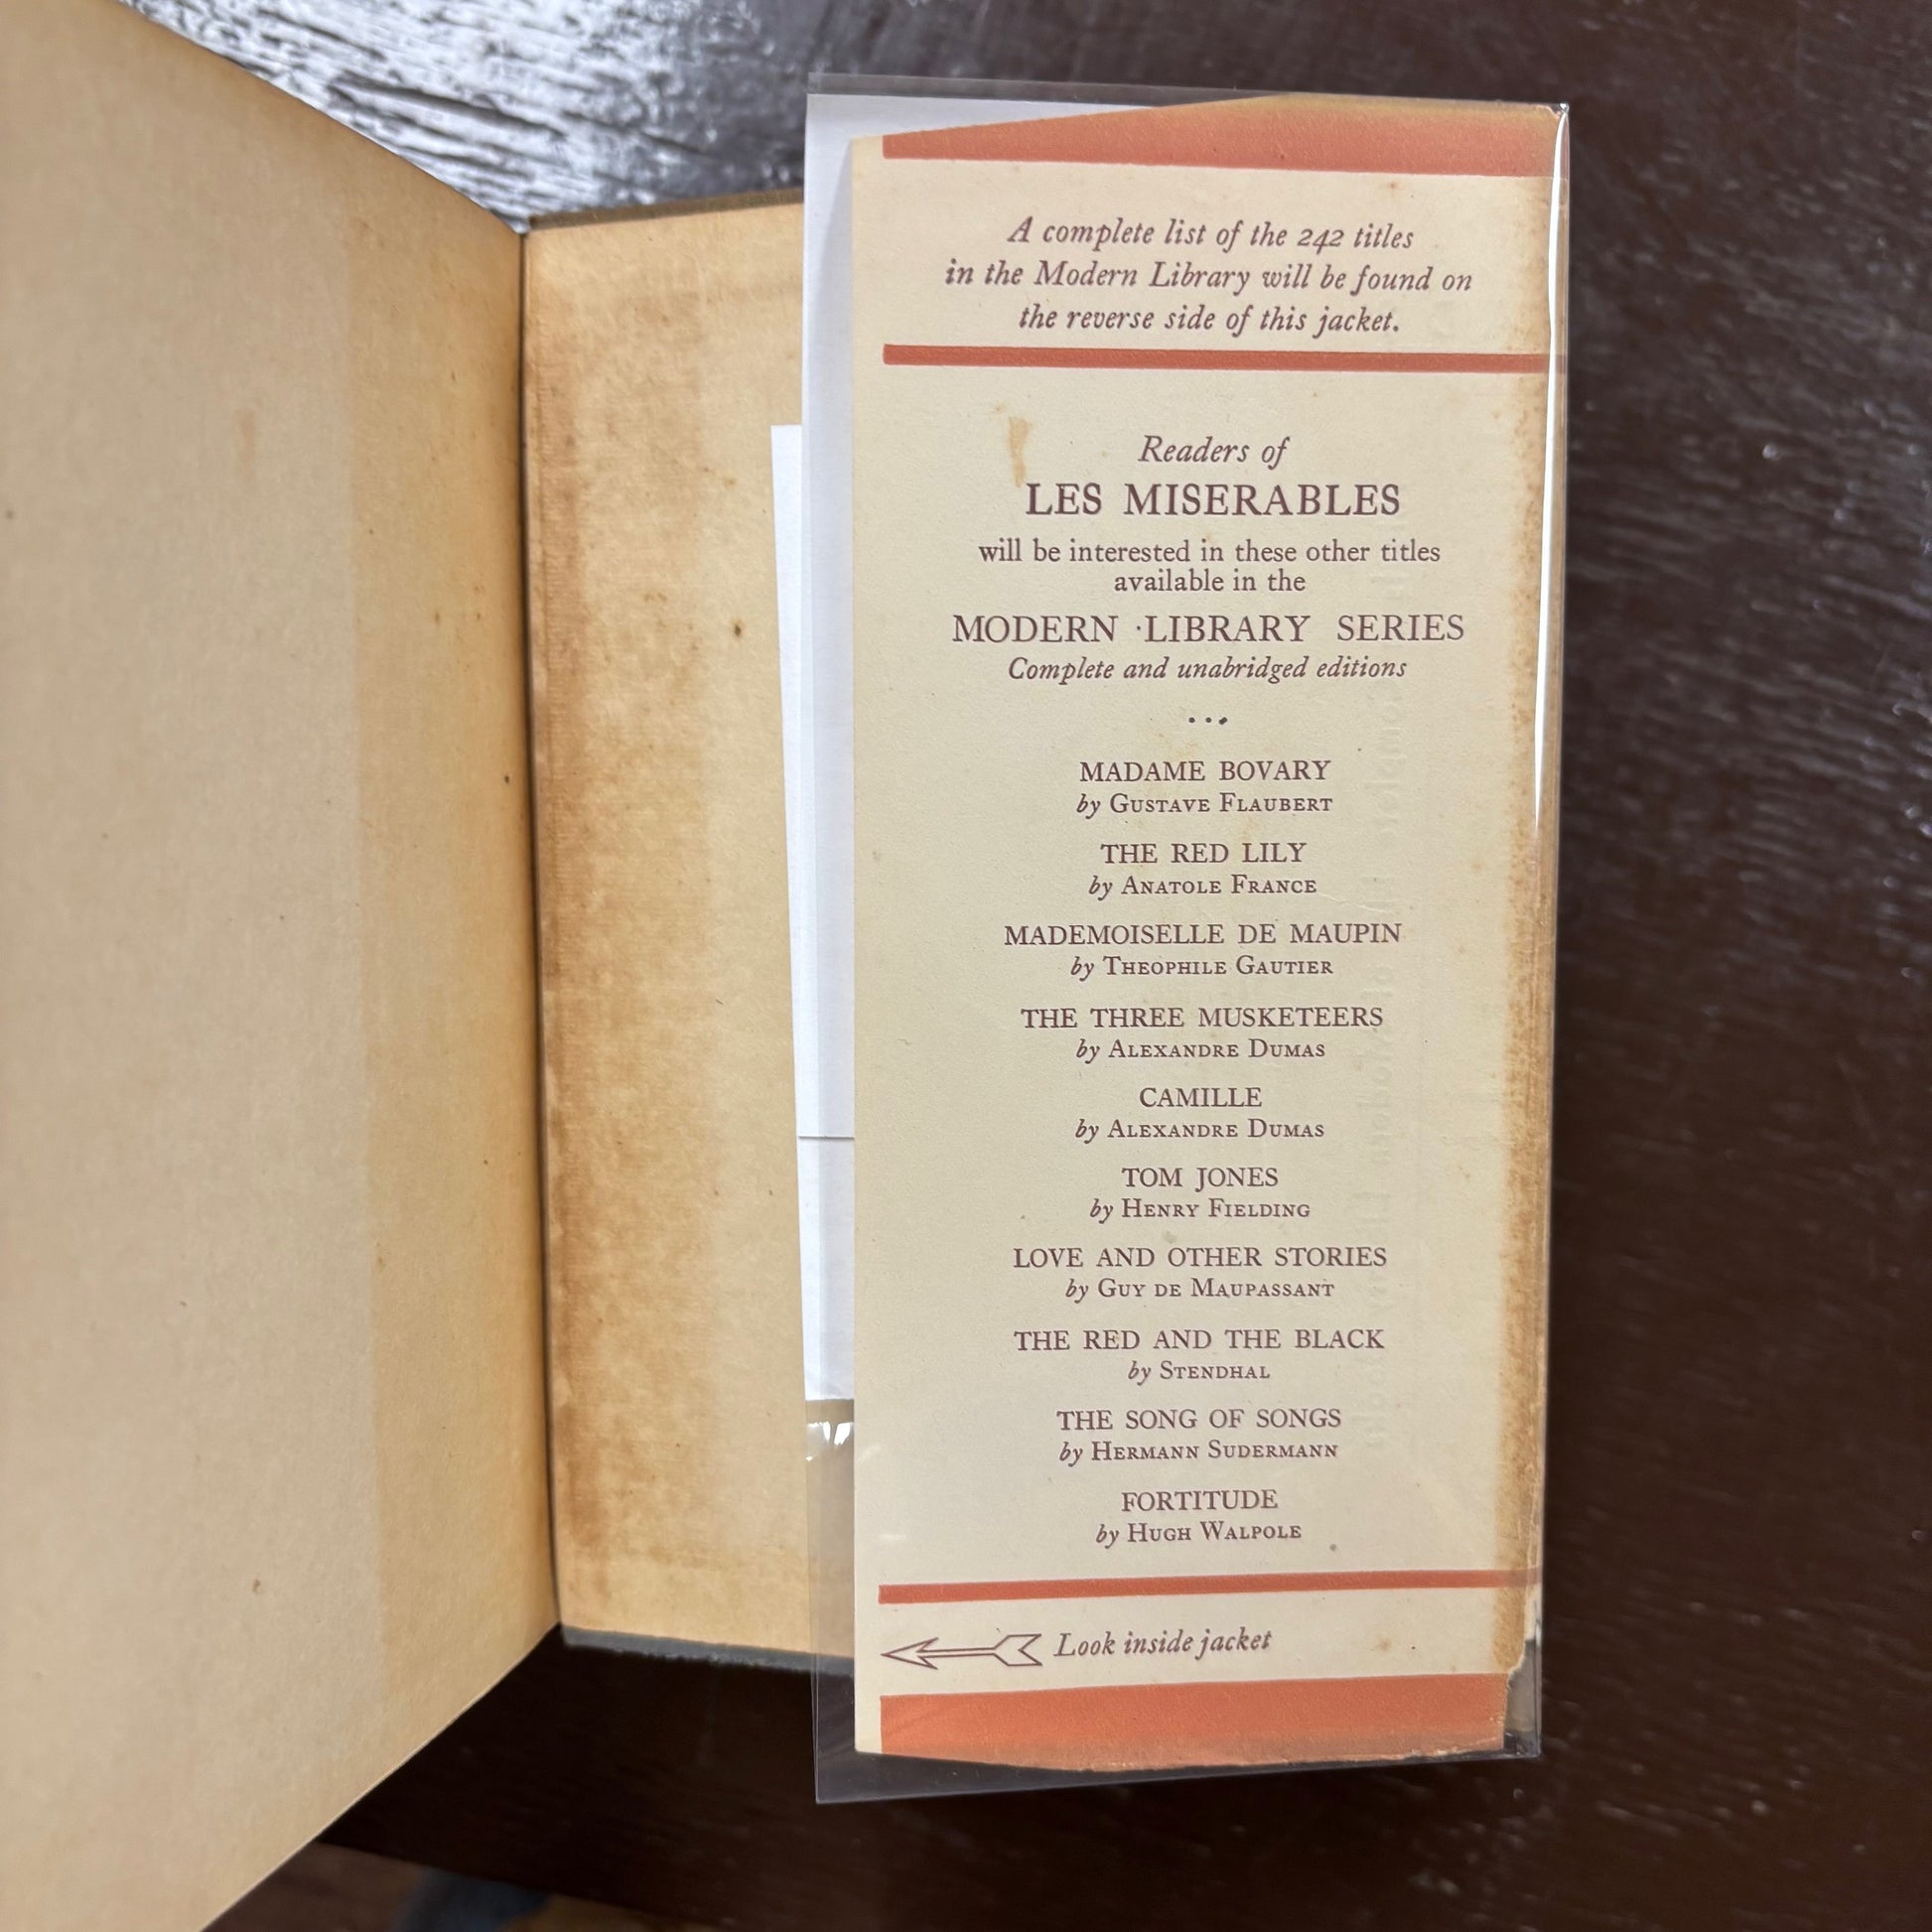 A complete list of the 242 titles
in the Modern Library will be found on
the reverse side of this jacket.
Readers of
LES MISERABLES
will be interested in these other titles
available in the
MODERN LIBRARY SERIES
Complete and unabridged editions
...
MADAME BOVARY
by GUSTAVE FLAUBERT
THE RED LILY
by ANATOLE FRANCE
MADEMOISELLE DE MAUPIN
by THEOPHILE GAUTIER
THE THREE MUSKETEERS
by ALEXANDRE DUMAS
CAMILLE
by ALEXANDRE DUMAS
TOM JONES
by HENRY FIELDING
LOVE AND OTHER STORIES
by GUY DE MAUPASSANT
THE RED AND THE BLACK
by STENDHAL
THE SONG OF SONGS
by HERMANN SUDERMANN
FORTITUDE
by HUGH WALPOLE
Look inside jacket